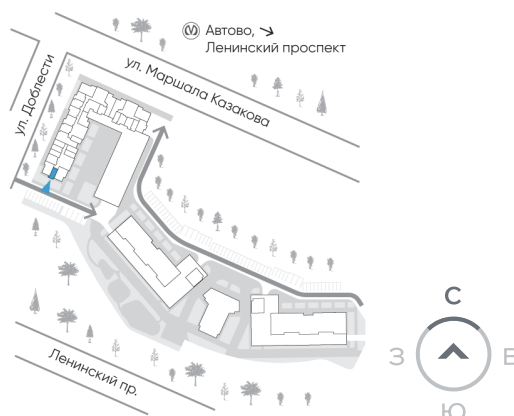 Автово, ↘
Ленинский проспект
ул. Маршала Казакова
ул. Доблести
Ленинский пр.
С
З
В
Ю